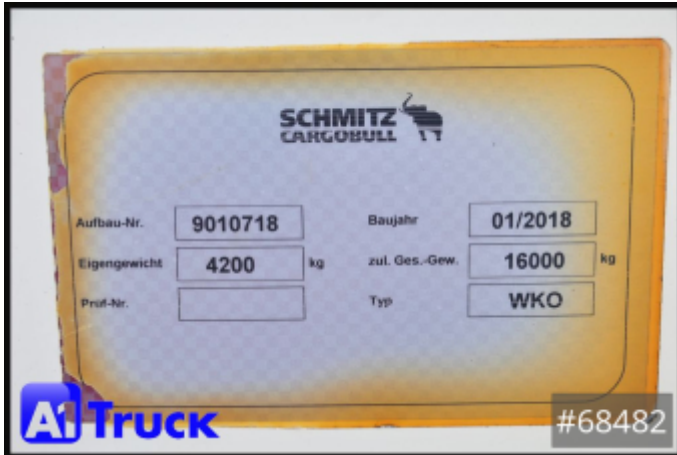 SCHMITZ
CARGOBULL
Aufbau-Nr. 9010718 Baujahr 01/2018
Eigengewicht 4200 kg zul. Ges.-Gew. 16000 kg
Prüf-Nr. Typ WKO
A1 Truck
#68482